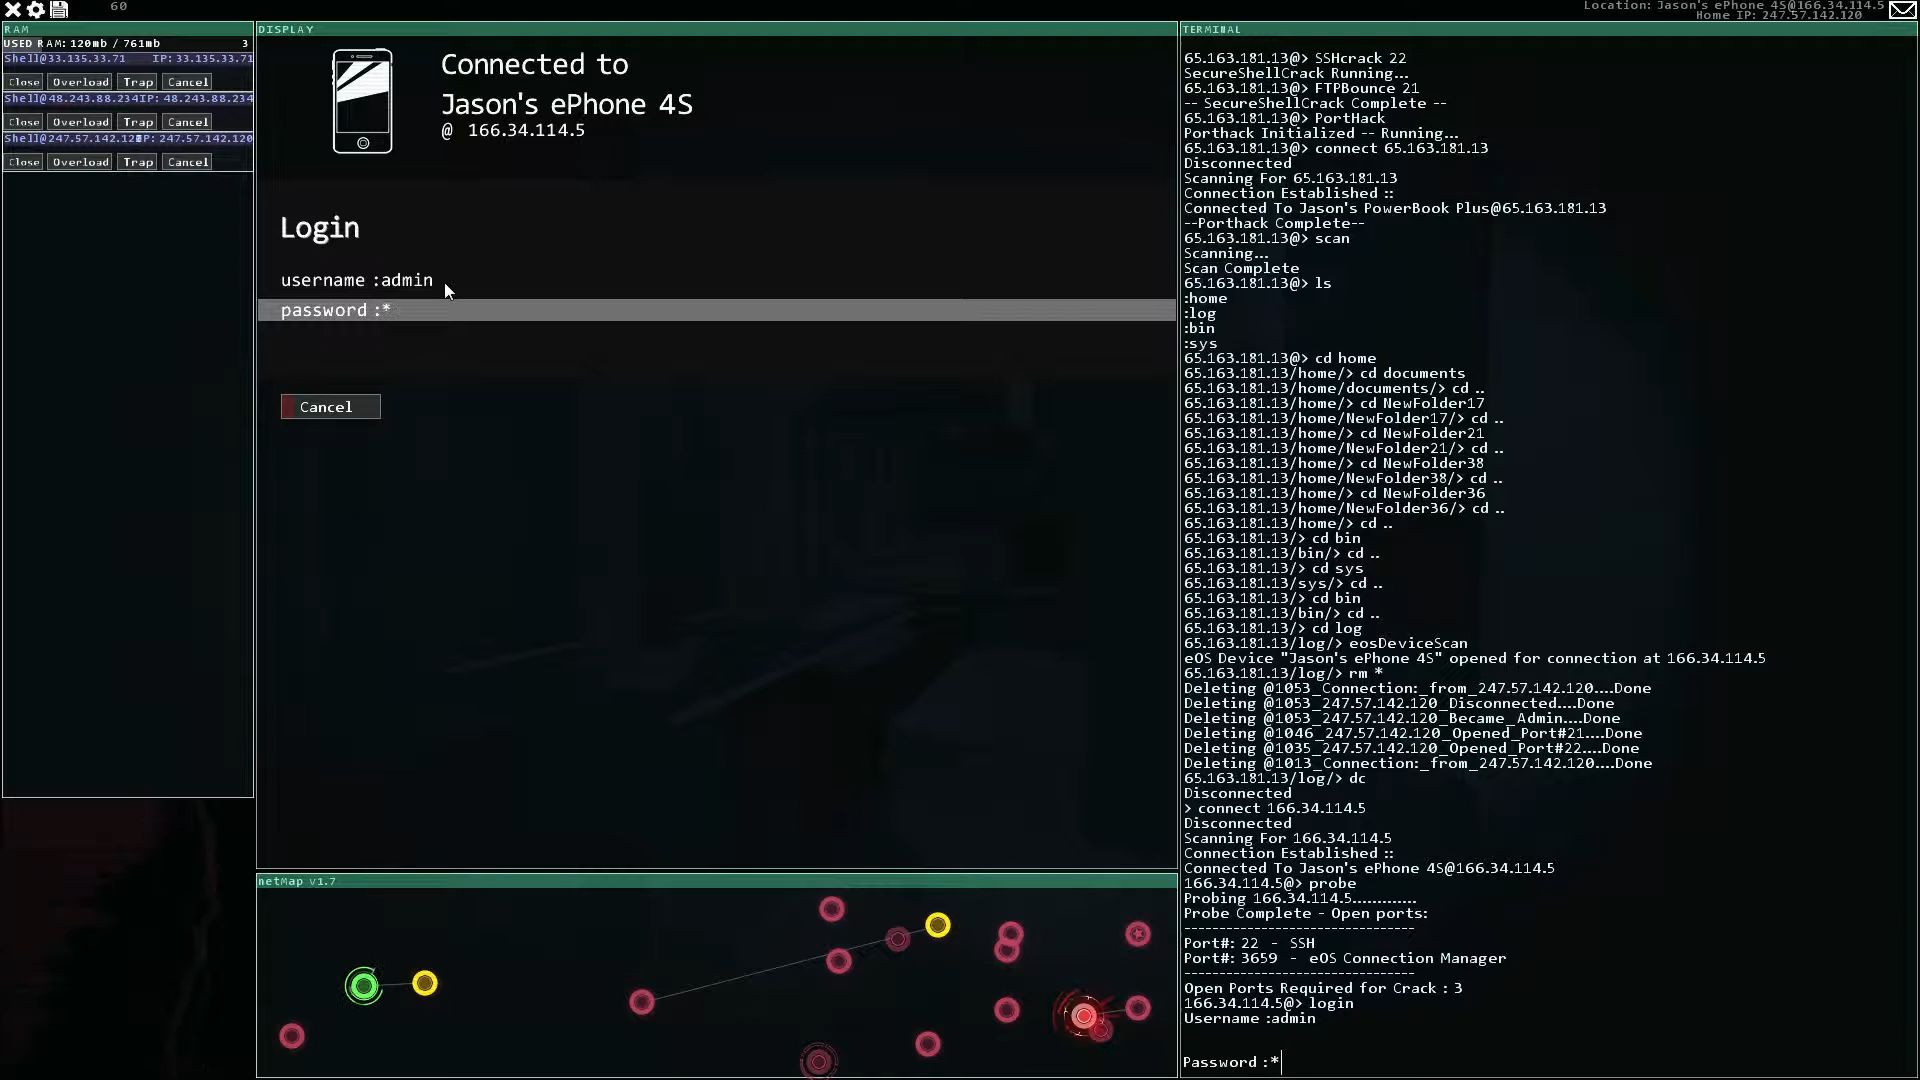 60
Location: Jason's ePhone 4S@166.34.114.5
Home IP: 247.57.142.120
RAM
USED RAM: 120mb / 761mb 3
Shell@33.135.33.71 IP: 33.135.33.71
Close Overload Trap Cancel
Shell@48.243.88.234IP: 48.243.88.234
Close Overload Trap Cancel
Shell@247.57.142.120IP: 247.57.142.120
Close Overload Trap Cancel
DISPLAY
Connected to
Jason's ePhone 4S
@ 166.34.114.5
Login
username :admin
password :*
Cancel
netMap v1.7
TERMINAL
65.163.181.13@> SSHcrack 22
SecureShellCrack Running...
65.163.181.13@> FTPBounce 21
-- SecureShellCrack Complete --
65.163.181.13@> PortHack
Porthack Initialized -- Running...
65.163.181.13@> connect 65.163.181.13
Disconnected
Scanning For 65.163.181.13
Connection Established ::
Connected To Jason's PowerBook Plus@65.163.181.13
--Porthack Complete--
65.163.181.13@> scan
Scanning...
Scan Complete
65.163.181.13@> ls
:home
:log
:bin
:sys
65.163.181.13@> cd home
65.163.181.13/home/> cd documents
65.163.181.13/home/documents/> cd ..
65.163.181.13/home/> cd NewFolder17
65.163.181.13/home/NewFolder17/> cd ..
65.163.181.13/home/> cd NewFolder21
65.163.181.13/home/NewFolder21/> cd ..
65.163.181.13/home/> cd NewFolder38
65.163.181.13/home/NewFolder38/> cd ..
65.163.181.13/home/> cd NewFolder36
65.163.181.13/home/NewFolder36/> cd ..
65.163.181.13/home/> cd ..
65.163.181.13/> cd bin
65.163.181.13/bin/> cd ..
65.163.181.13/> cd sys
65.163.181.13/sys/> cd ..
65.163.181.13/> cd bin
65.163.181.13/bin/> cd ..
65.163.181.13/> cd log
65.163.181.13/log/> eosDeviceScan
eOS Device "Jason's ePhone 4S" opened for connection at 166.34.114.5
65.163.181.13/log/> rm *
Deleting @1053_Connection:_from_247.57.142.120....Done
Deleting @1053_247.57.142.120_Disconnected....Done
Deleting @1053_247.57.142.120_Became_Admin....Done
Deleting @1046_247.57.142.120_Opened_Port#21....Done
Deleting @1035_247.57.142.120_Opened_Port#22....Done
Deleting @1013_Connection:_from_247.57.142.120....Done
65.163.181.13/log/> dc
Disconnected
> connect 166.34.114.5
Disconnected
Scanning For 166.34.114.5
Connection Established ::
Connected To Jason's ePhone 4S@166.34.114.5
166.34.114.5@> probe
Probing 166.34.114.5.............
Probe Complete - Open ports:
---------------------------------
Port#: 22 - SSH
Port#: 3659 - eOS Connection Manager
---------------------------------
Open Ports Required for Crack : 3
166.34.114.5@> login
Username :admin
Password :*